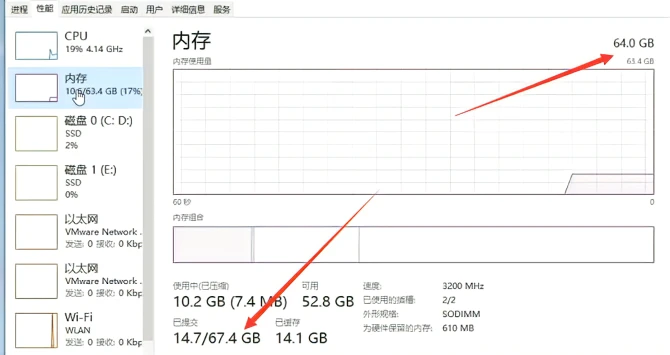 进程 性能 应用历史记录 启动 用户 详细信息 服务
CPU
19% 4.14 GHz
内存
10.6/63.4 GB (17%)
磁盘 0 (C: D:)
SSD
2%
磁盘 1 (E:)
SSD
0%
以太网
VMware Network ...
发送: 0 接收: 0 Kbp
以太网
VMware Network ...
发送: 0 接收: 0 Kbp
Wi-Fi
WLAN
发送: 0 接收: 0 Kbp
内存
64.0 GB
内存使用量
63.4 GB
60 秒
0
内存组合
使用中(已压缩)
10.2 GB (7.4 MB)
可用
52.8 GB
已提交
14.7/67.4 GB
已缓存
14.1 GB
速度: 3200 MHz
已使用的插槽: 2/2
外形规格: SODIMM
为硬件保留的内存: 610 MB